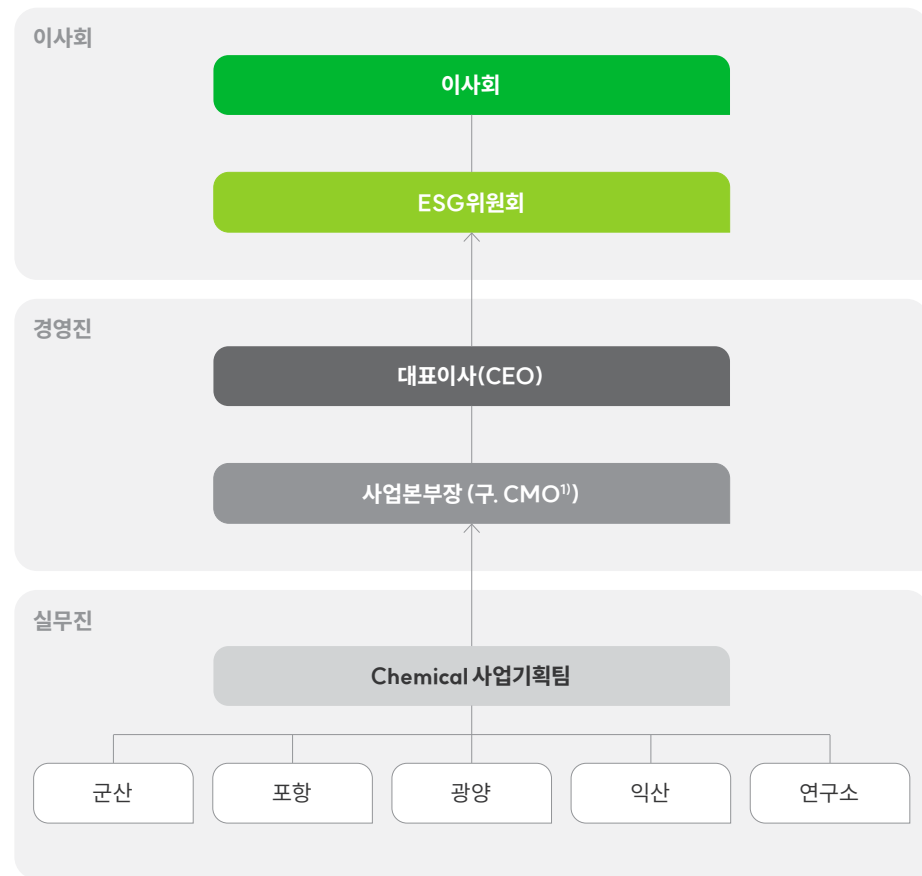 이사회
이사회
ESG위원회
경영진
대표이사(CEO)
사업본부장 (구. CMO¹⁾)
실무진
Chemical 사업기획팀
군산
포항
광양
익산
연구소